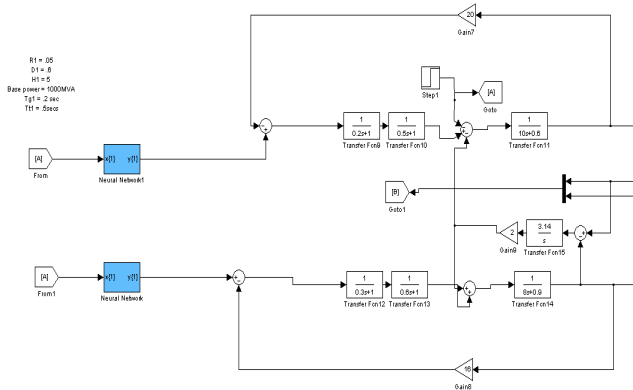 20
Gain7
R1 = .05
D1 = .6
H1 = 5
Base power = 1000MVA
Tg1 = .2 sec
Tt1 = .5secs
Step1
[A]
Goto
1
0.2s+1
Transfer Fcn9
1
0.5s+1
Transfer Fcn10
1
10s+0.6
Transfer Fcn11
[A]
From
x{1} y{1}
Neural Network1
[B]
Goto1
2
Gain9
3.14
s
Transfer Fcn15
[A]
From1
x{1} y{1}
Neural Network
1
0.3s+1
Transfer Fcn12
1
0.6s+1
Transfer Fcn13
1
8s+0.9
Transfer Fcn14
16
Gain8